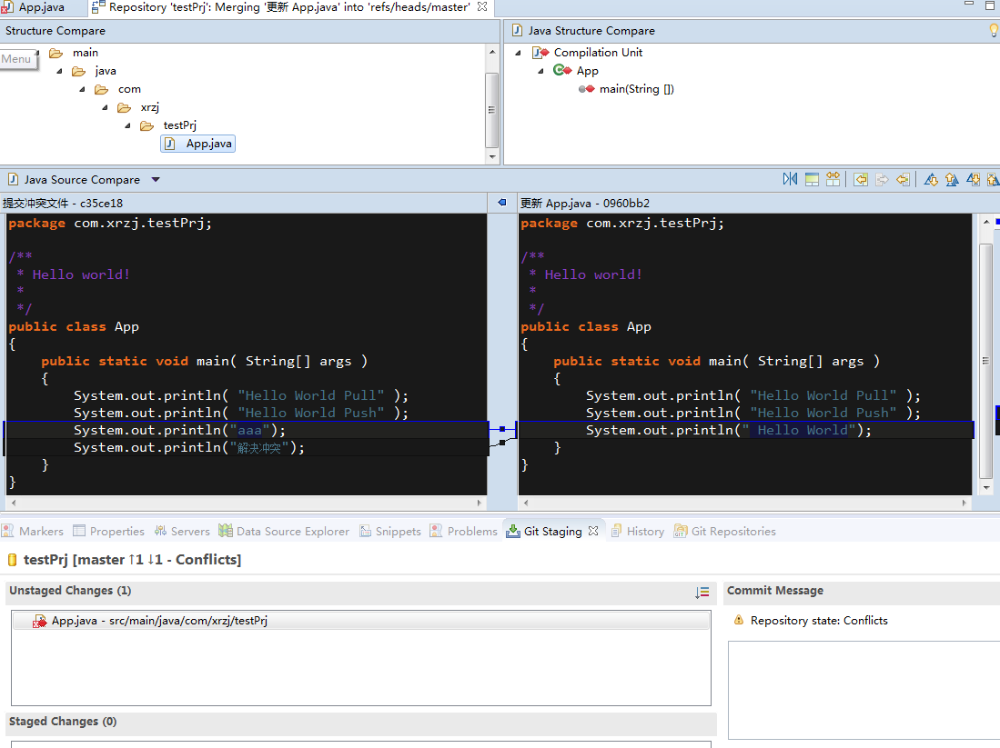 App.java
Repository 'testPrj': Merging '更新 App.java' into 'refs/heads/master'
Structure Compare
Java Structure Compare
Menu
main
java
com
xrzj
testPrj
App.java
Compilation Unit
App
main(String [])
Java Source Compare
提交冲突文件 - c35ce18
更新 App.java - 0960bb2
package com.xrzj.testPrj;
/**
* Hello world!
*
*/
public class App
{
public static void main( String[] args )
{
System.out.println( "Hello World Pull" );
System.out.println( "Hello World Push" );
System.out.println("aaa");
System.out.println("解决冲突");
}
}
package com.xrzj.testPrj;
/**
* Hello world!
*
*/
public class App
{
public static void main( String[] args )
{
System.out.println( "Hello World Pull" );
System.out.println( "Hello World Push" );
System.out.println(" Hello World");
}
}
Markers Properties Servers Data Source Explorer Snippets Problems Git Staging History Git Repositories
testPrj [master ↑1 ↓1 - Conflicts]
Unstaged Changes (1)
App.java - src/main/java/com/xrzj/testPrj
Staged Changes (0)
Commit Message
Repository state: Conflicts